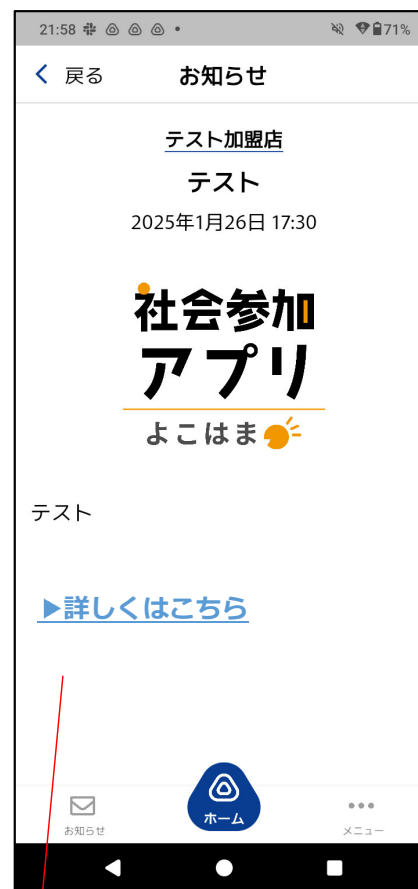 21:58 71%
戻る お知らせ
テスト加盟店
テスト
2025年1月26日 17:30
社会参加
アプリ
よこはま
テスト
▶詳しくはこちら
お知らせ ホーム メニュー